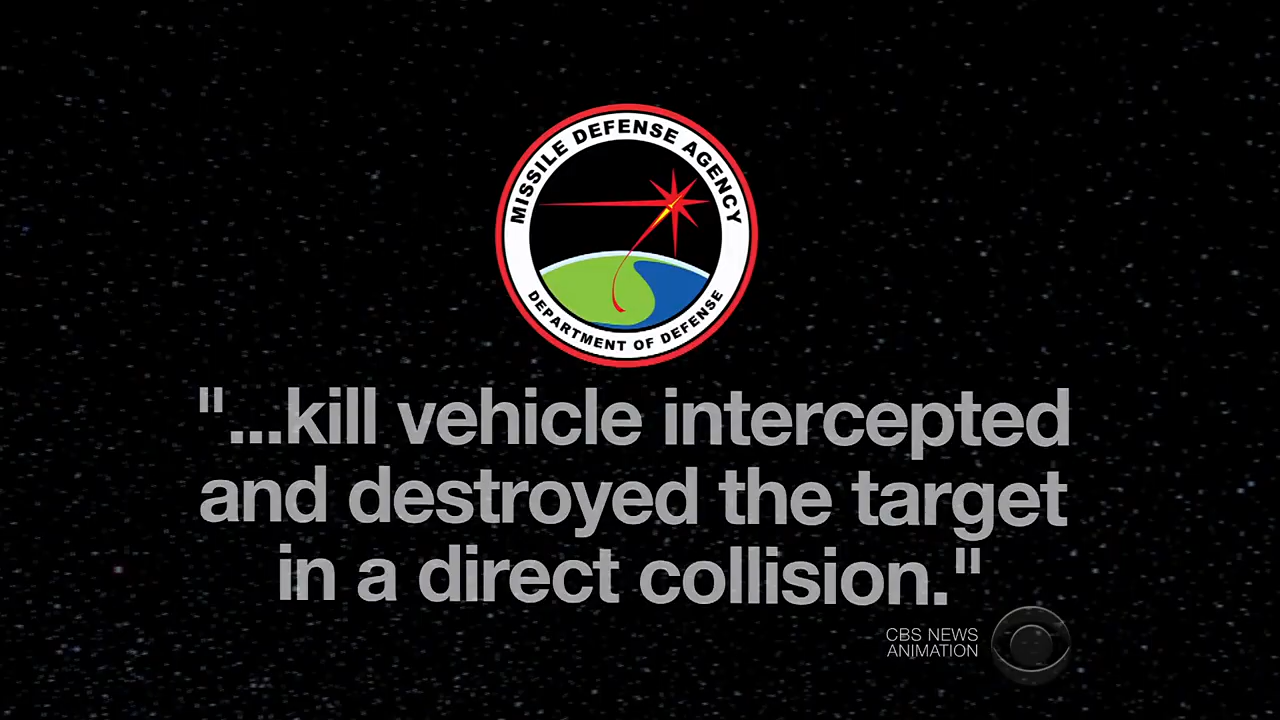 MISSILE DEFENSE AGENCY
DEPARTMENT OF DEFENSE
"...kill vehicle intercepted
and destroyed the target
in a direct collision."
CBS NEWS
ANIMATION